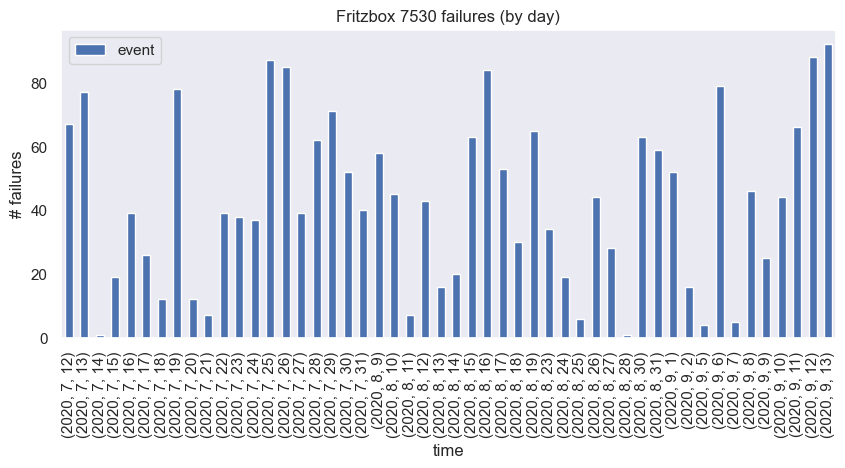 Fritzbox 7530 failures (by day)
event
# failures
80
60
40
20
0
(2020, 7, 12)
(2020, 7, 13)
(2020, 7, 14)
(2020, 7, 15)
(2020, 7, 16)
(2020, 7, 17)
(2020, 7, 18)
(2020, 7, 19)
(2020, 7, 20)
(2020, 7, 21)
(2020, 7, 22)
(2020, 7, 23)
(2020, 7, 24)
(2020, 7, 25)
(2020, 7, 26)
(2020, 7, 27)
(2020, 7, 28)
(2020, 7, 29)
(2020, 7, 30)
(2020, 7, 31)
(2020, 8, 9)
(2020, 8, 10)
(2020, 8, 11)
(2020, 8, 12)
(2020, 8, 13)
(2020, 8, 14)
(2020, 8, 15)
(2020, 8, 16)
(2020, 8, 17)
(2020, 8, 18)
(2020, 8, 19)
(2020, 8, 23)
(2020, 8, 24)
(2020, 8, 25)
(2020, 8, 26)
(2020, 8, 27)
(2020, 8, 28)
(2020, 8, 30)
(2020, 8, 31)
(2020, 9, 1)
(2020, 9, 2)
(2020, 9, 5)
(2020, 9, 6)
(2020, 9, 7)
(2020, 9, 8)
(2020, 9, 9)
(2020, 9, 10)
(2020, 9, 11)
(2020, 9, 12)
(2020, 9, 13)
time